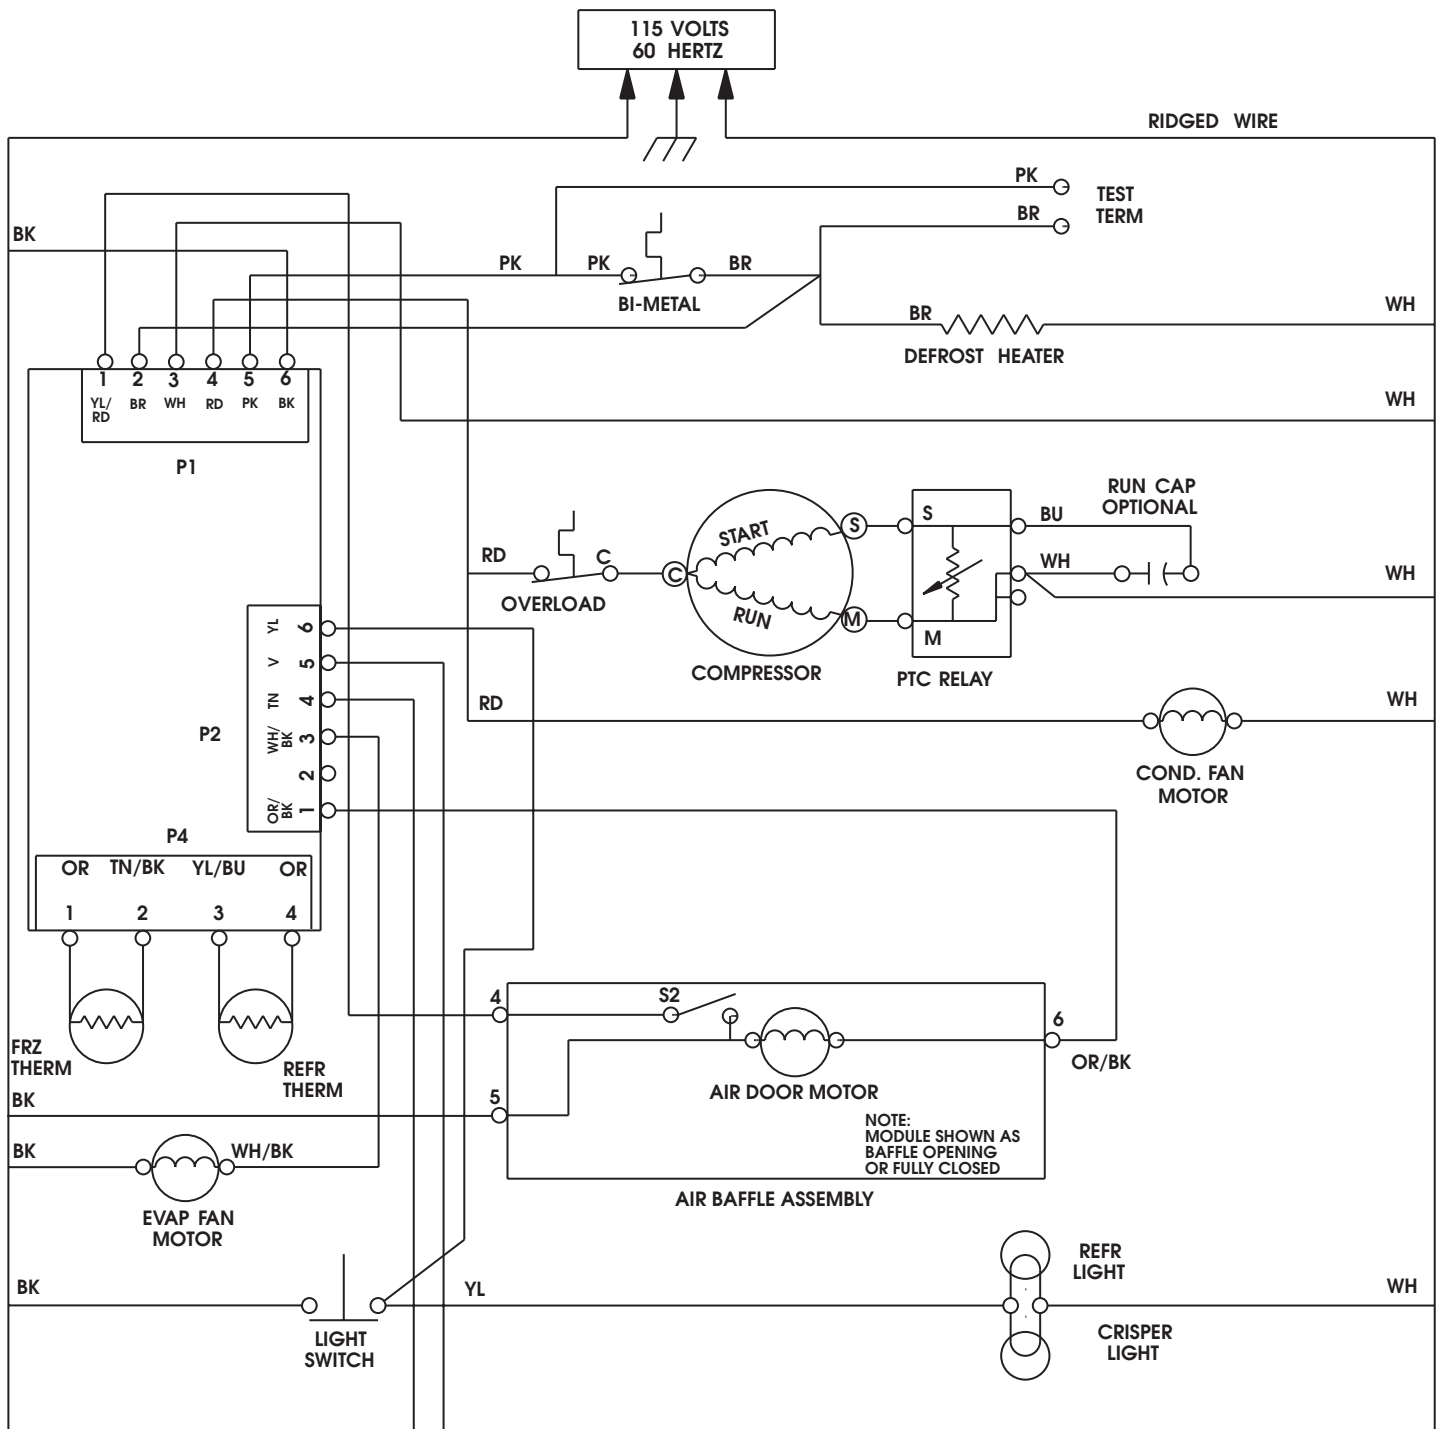 115 VOLTS
60 HERTZ
RIDGED WIRE
PK
TEST
TERM
BR
BK
PK
PK
BR
BI-METAL
WH
BR
DEFROST HEATER
1 2 3 4 5 6
YL/
RD
BR WH RD PK BK
WH
P1
RUN CAP
OPTIONAL
S
S
BU
START
RD
C
C
WH
WH
OVERLOAD
RUN
M
M
COMPRESSOR
PTC RELAY
YL 6
V 5
TN 4
WH/
BK 3
2
OR/
BK 1
P2
RD
WH
COND. FAN
MOTOR
P4
OR TN/BK YL/BU OR
1 2 3 4
FRZ
THERM
REFR
THERM
4
S2
6
OR/BK
AIR DOOR MOTOR
BK
5
NOTE:
MODULE SHOWN AS
BAFFLE OPENING
OR FULLY CLOSED
BK
WH/BK
EVAP FAN
MOTOR
AIR BAFFLE ASSEMBLY
REFR
LIGHT
BK
YL
WH
LIGHT
SWITCH
CRISPER
LIGHT